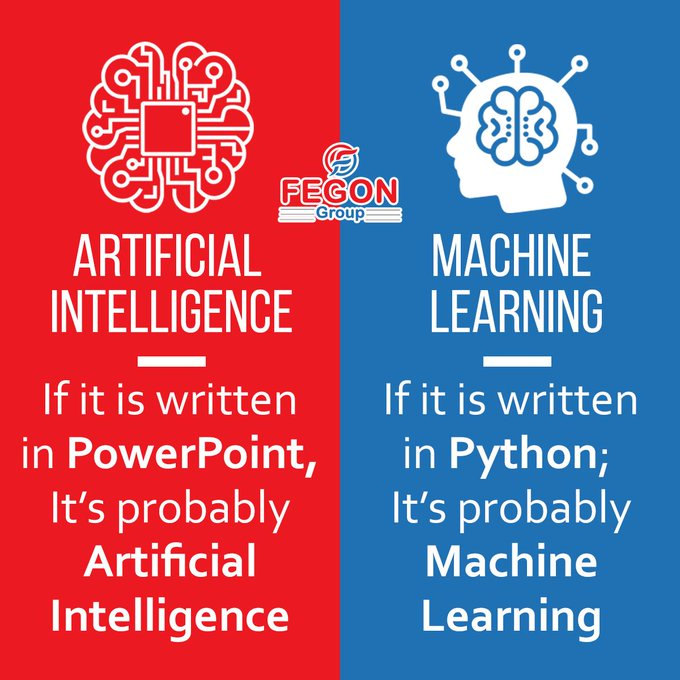 FEGON
Group
ARTIFICIAL
INTELLIGENCE
If it is written
in PowerPoint,
It's probably
Artificial
Intelligence
MACHINE
LEARNING
If it is written
in Python;
It's probably
Machine
Learning